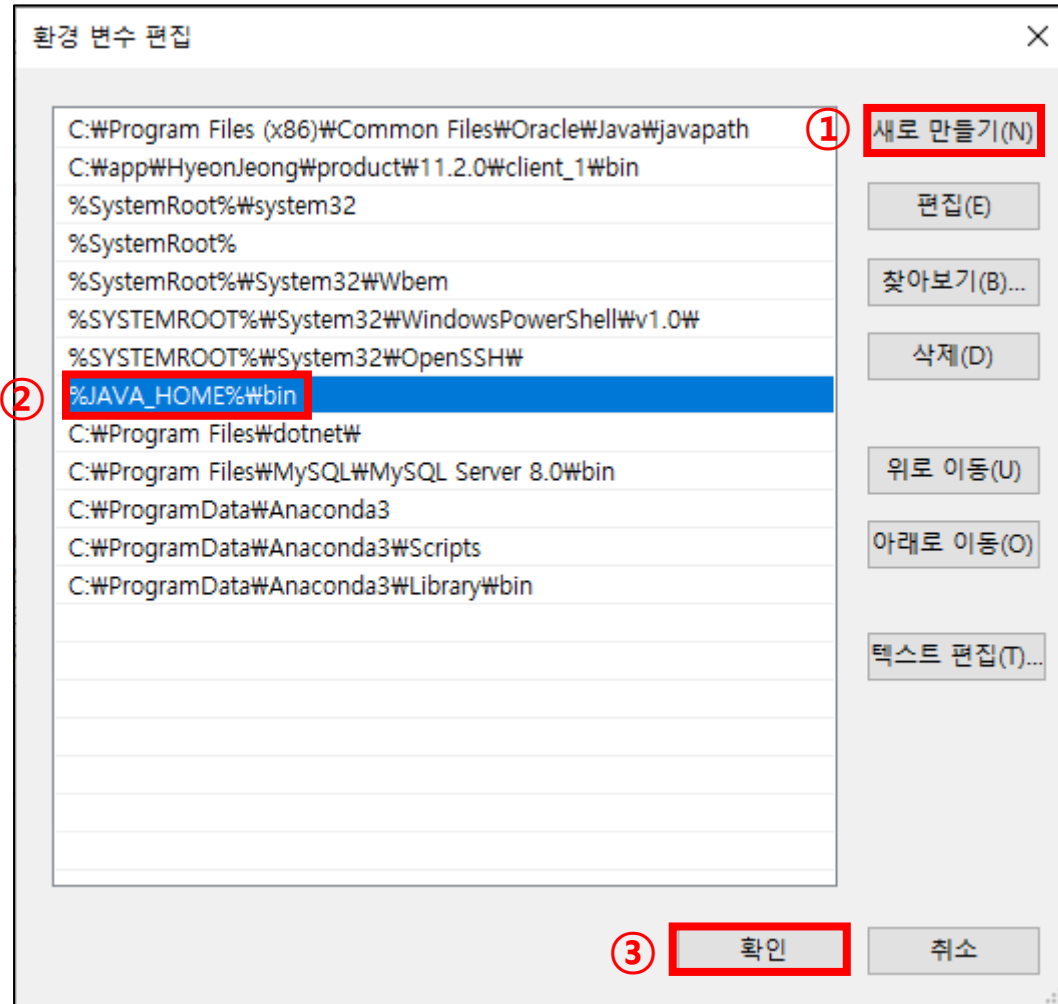 환경 변수 편집
C:₩Program Files (x86)₩Common Files₩Oracle₩Java₩javapath
① 새로 만들기(N)
C:₩app₩HyeonJeong₩product₩11.2.0₩client_1₩bin
%SystemRoot%₩system32
편집(E)
%SystemRoot%
%SystemRoot%₩System32₩Wbem
찾아보기(B)...
%SYSTEMROOT%₩System32₩WindowsPowerShell₩v1.0₩
%SYSTEMROOT%₩System32₩OpenSSH₩
삭제(D)
② %JAVA_HOME%₩bin
C:₩Program Files₩dotnet₩
C:₩Program Files₩MySQL₩MySQL Server 8.0₩bin
위로 이동(U)
C:₩ProgramData₩Anaconda3
C:₩ProgramData₩Anaconda3₩Scripts
아래로 이동(O)
C:₩ProgramData₩Anaconda3₩Library₩bin
텍스트 편집(T)...
③ 확인
취소